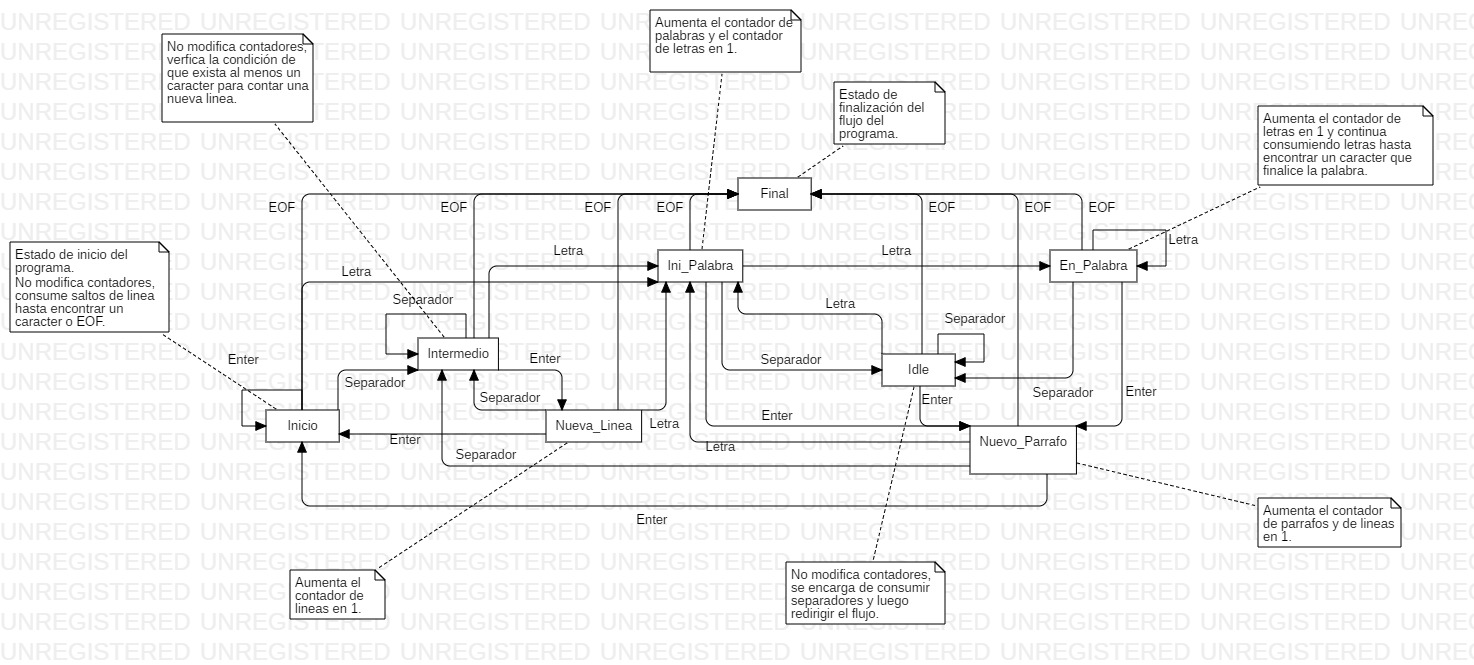 UNREGISTERED UNREGISTERED UNREGISTERED UNREGISTERED UNREGISTERED UNREGISTERED UNREGISTERED
Aumenta el contador de
palabras y el contador
de letras en 1.
No modifica contadores,
verfica la condición de
que exista al menos un
caracter para contar una
nueva linea.
Estado de
finalización del
flujo del
programa.
Aumenta el contador de
letras en 1 y continua
consumiendo letras hasta
encontrar un caracter que
finalice la palabra.
Final
EOF
EOF
EOF
EOF
EOF
EOF
EOF
Estado de inicio del
programa.
No modifica contadores,
consume saltos de linea
hasta encontrar un
caracter o EOF.
Letra
Letra
Letra
Letra
Ini_Palabra
En_Palabra
Separador
Letra
Separador
Enter
Intermedio
Enter
Separador
Idle
Separador
Separador
Enter
Separador
Enter
Inicio
Nueva_Linea
Letra
Enter
Enter
Letra
Separador
Nuevo_Parrafo
Enter
Aumenta el contador
de parrafos y de lineas
en 1.
Aumenta el
contador de
lineas en 1.
No modifica contadores,
se encarga de consumir
separadores y luego
redirigir el flujo.